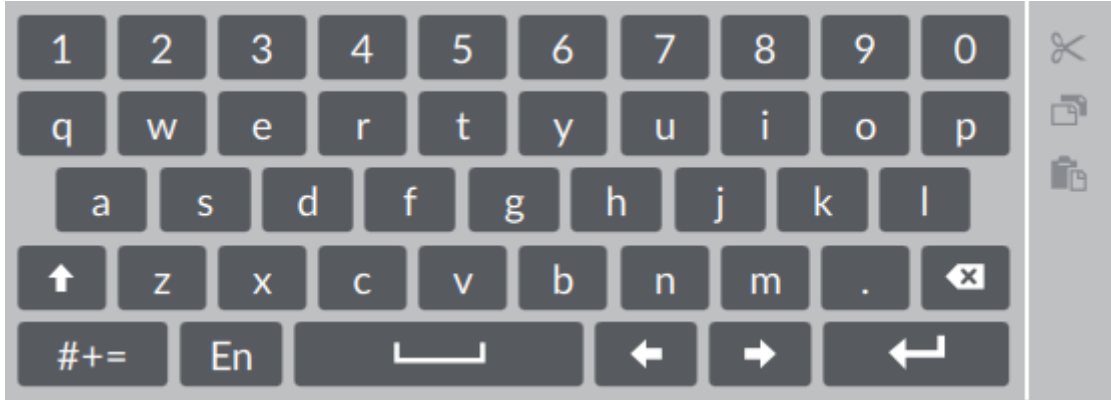 1 2 3 4 5 6 7 8 9 0
q w e r t y u i o p
a s d f g h j k l
z x c v b n m .
#+= En